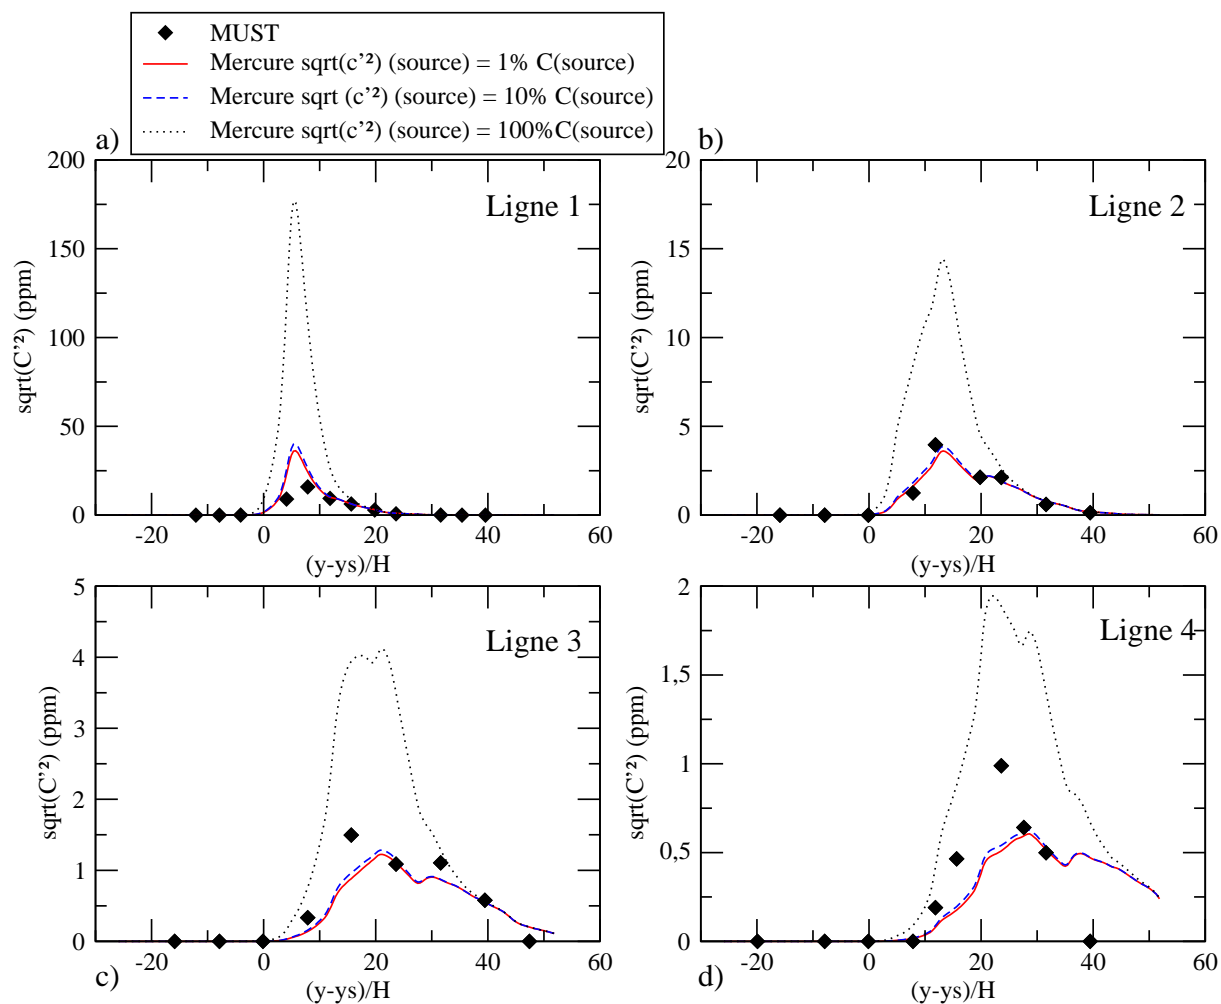 MUST
Mercure sqrt(c'²) (source) = 1% C(source)
Mercure sqrt (c'²) (source) = 10% C(source)
Mercure sqrt(c'²) (source) = 100%C(source)
a)
Ligne 1
sqrt(C'²) (ppm)
200
150
100
50
0
-20 0 20 40 60
(y-ys)/H
b)
Ligne 2
sqrt(C'²) (ppm)
20
15
10
5
0
-20 0 20 40 60
(y-ys)/H
Ligne 3
sqrt(C'²) (ppm)
5
4
3
2
1
0
-20 0 20 40 60
c)
(y-ys)/H
Ligne 4
sqrt(C'²) (ppm)
2
1,5
1
0,5
0
-20 0 20 40 60
d)
(y-ys)/H